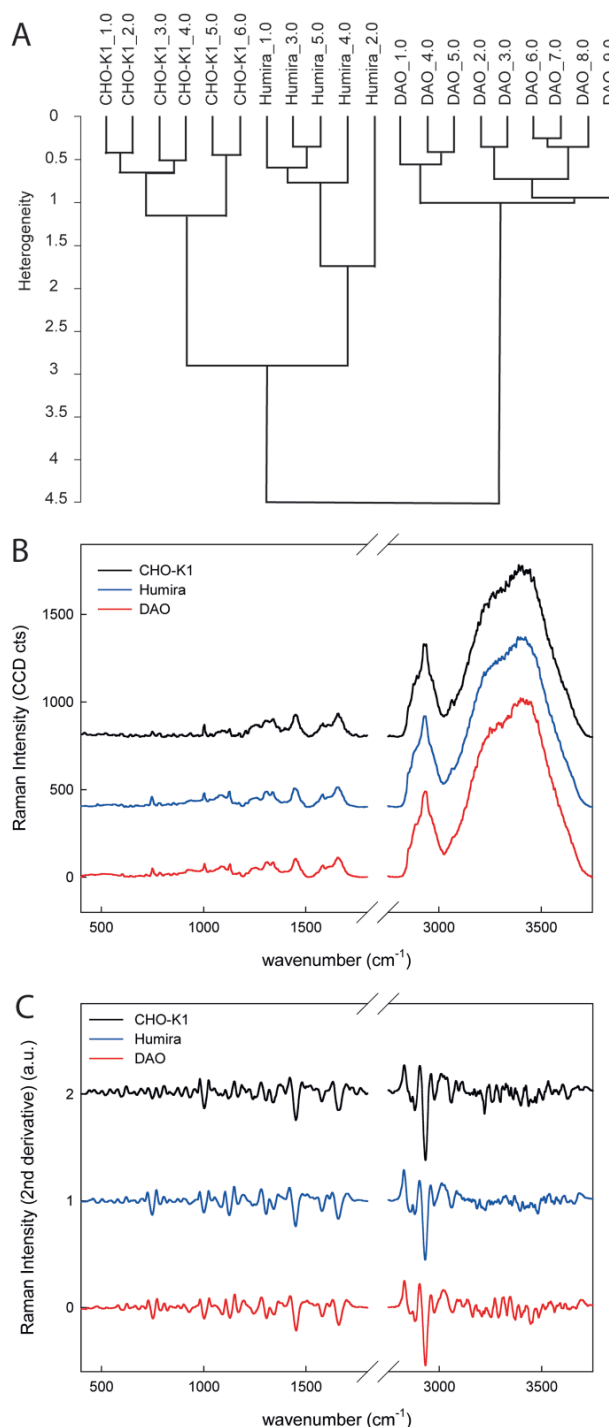 A
CHO-K1_1.0
CHO-K1_2.0
CHO-K1_3.0
CHO-K1_4.0
CHO-K1_5.0
CHO-K1_6.0
Humira_1.0
Humira_3.0
Humira_5.0
Humira_4.0
Humira_2.0
DAO_1.0
DAO_4.0
DAO_5.0
DAO_2.0
DAO_3.0
DAO_6.0
DAO_7.0
DAO_8.0
DAO_9.0
Heterogeneity
0
0.5
1
1.5
2
2.5
3
3.5
4
4.5
B
CHO-K1
Humira
DAO
Raman Intensity (CCD cts)
1500
1000
500
0
500 1000 1500 3000 3500
wavenumber (cm-1)
C
CHO-K1
Humira
DAO
Raman Intensity (2nd derivative) (a.u.)
2
1
0
500 1000 1500 3000 3500
wavenumber (cm-1)